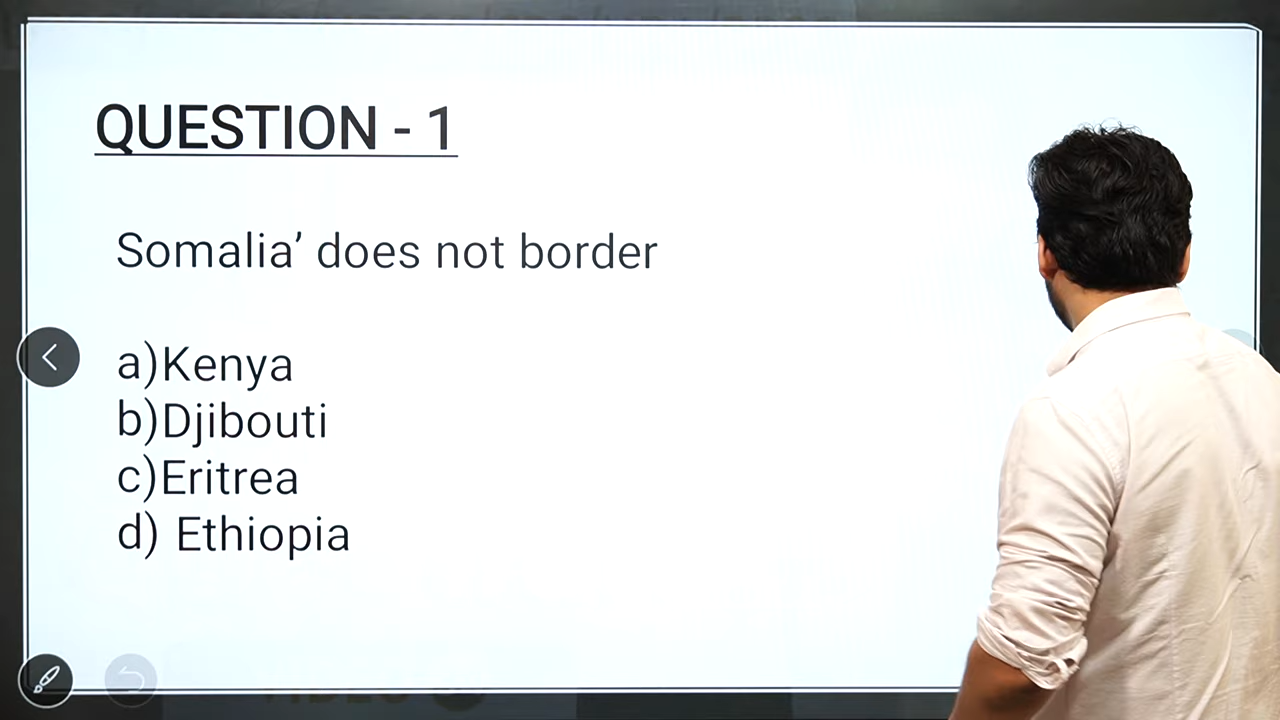 QUESTION - 1
Somalia’ does not border
a)Kenya
b)Djibouti
c)Eritrea
d) Ethiopia